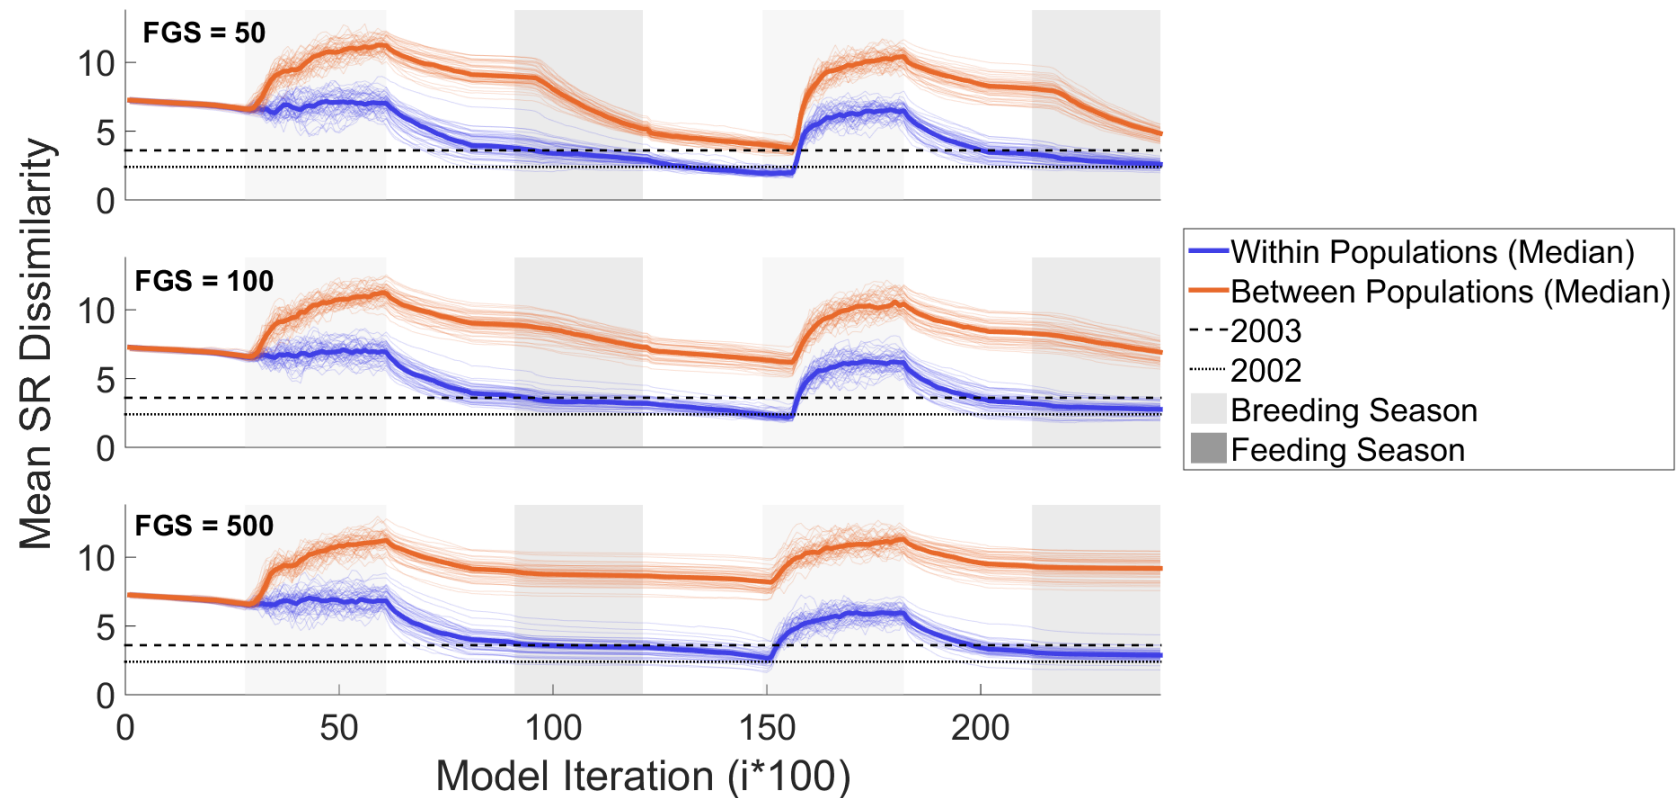 FGS = 50
10
5
0
FGS = 100
10
5
0
FGS = 500
10
5
0
0 50 100 150 200
Model Iteration (i*100)
Mean SR Dissimilarity
Within Populations (Median)
Between Populations (Median)
2003
2002
Breeding Season
Feeding Season